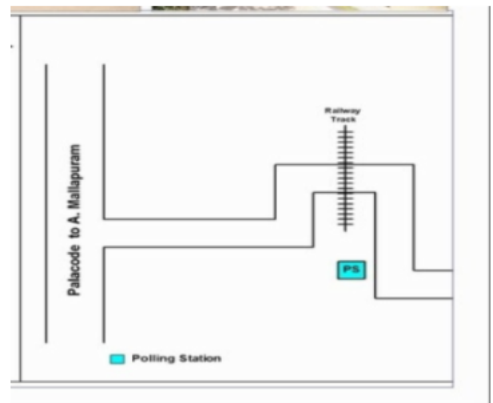 Railway
Track
Palacode to A. Mallapuram
PS
Polling Station